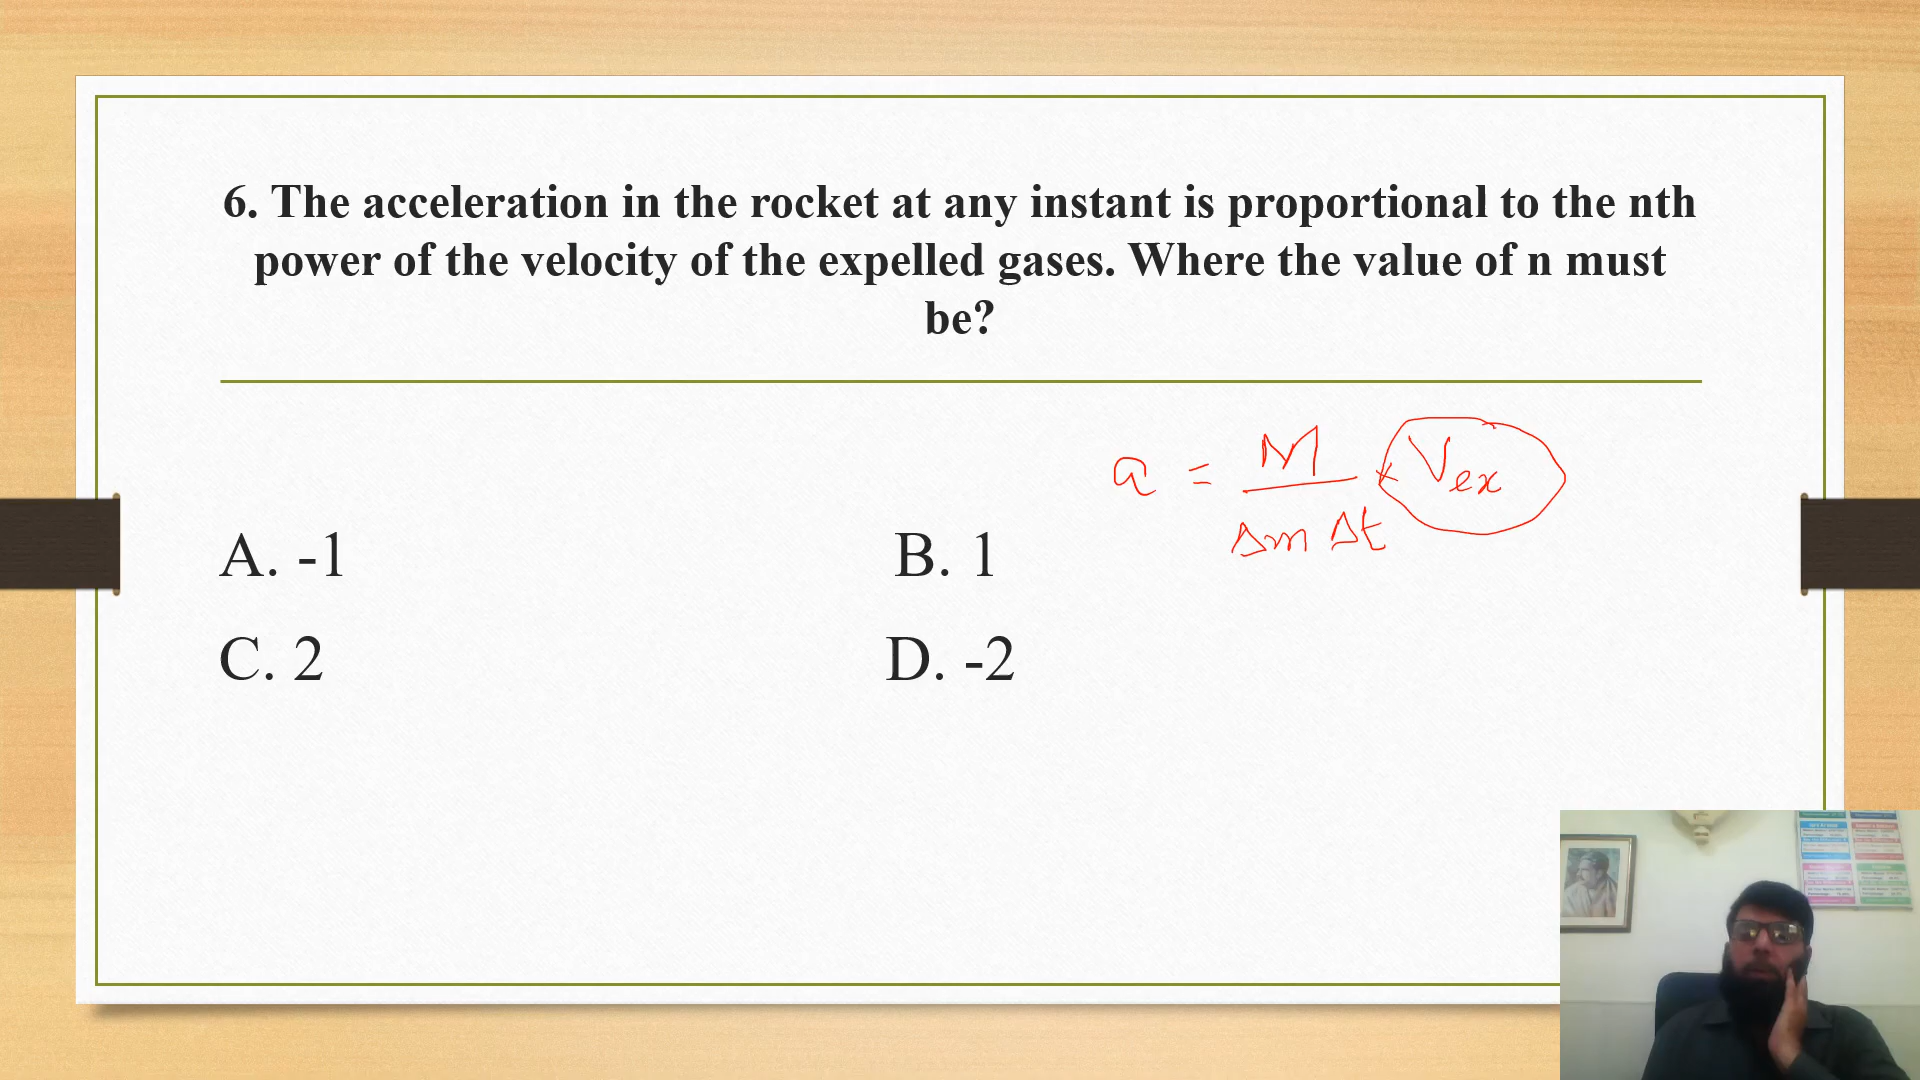 6. The acceleration in the rocket at any instant is proportional to the nth
power of the velocity of the expelled gases. Where the value of n must
be?
a = M / Δm Δt × Vex
A. -1 B. 1
C. 2 D. -2